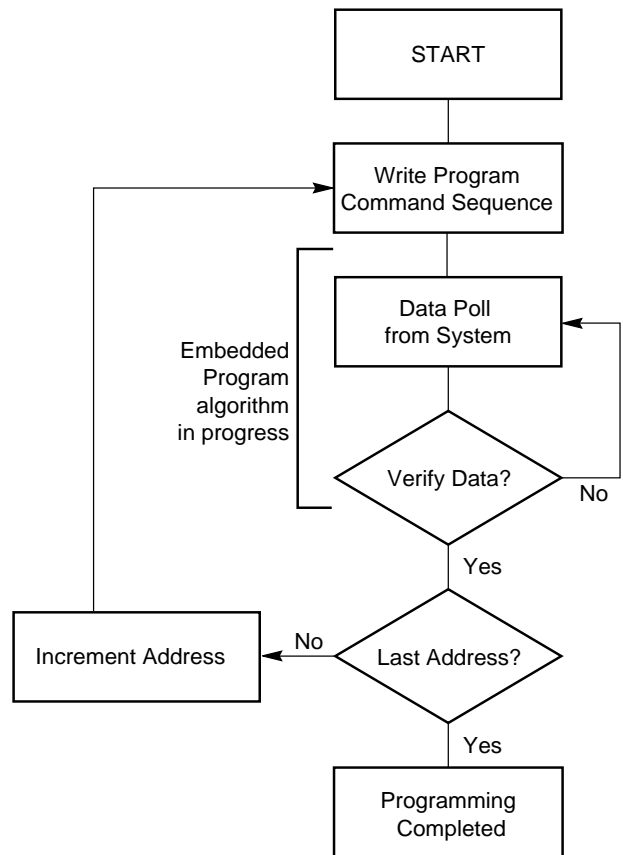 START
Write Program
Command Sequence
Data Poll
from System
Embedded
Program
algorithm
in progress
Verify Data?
No
Yes
Increment Address
No
Last Address?
Yes
Programming
Completed